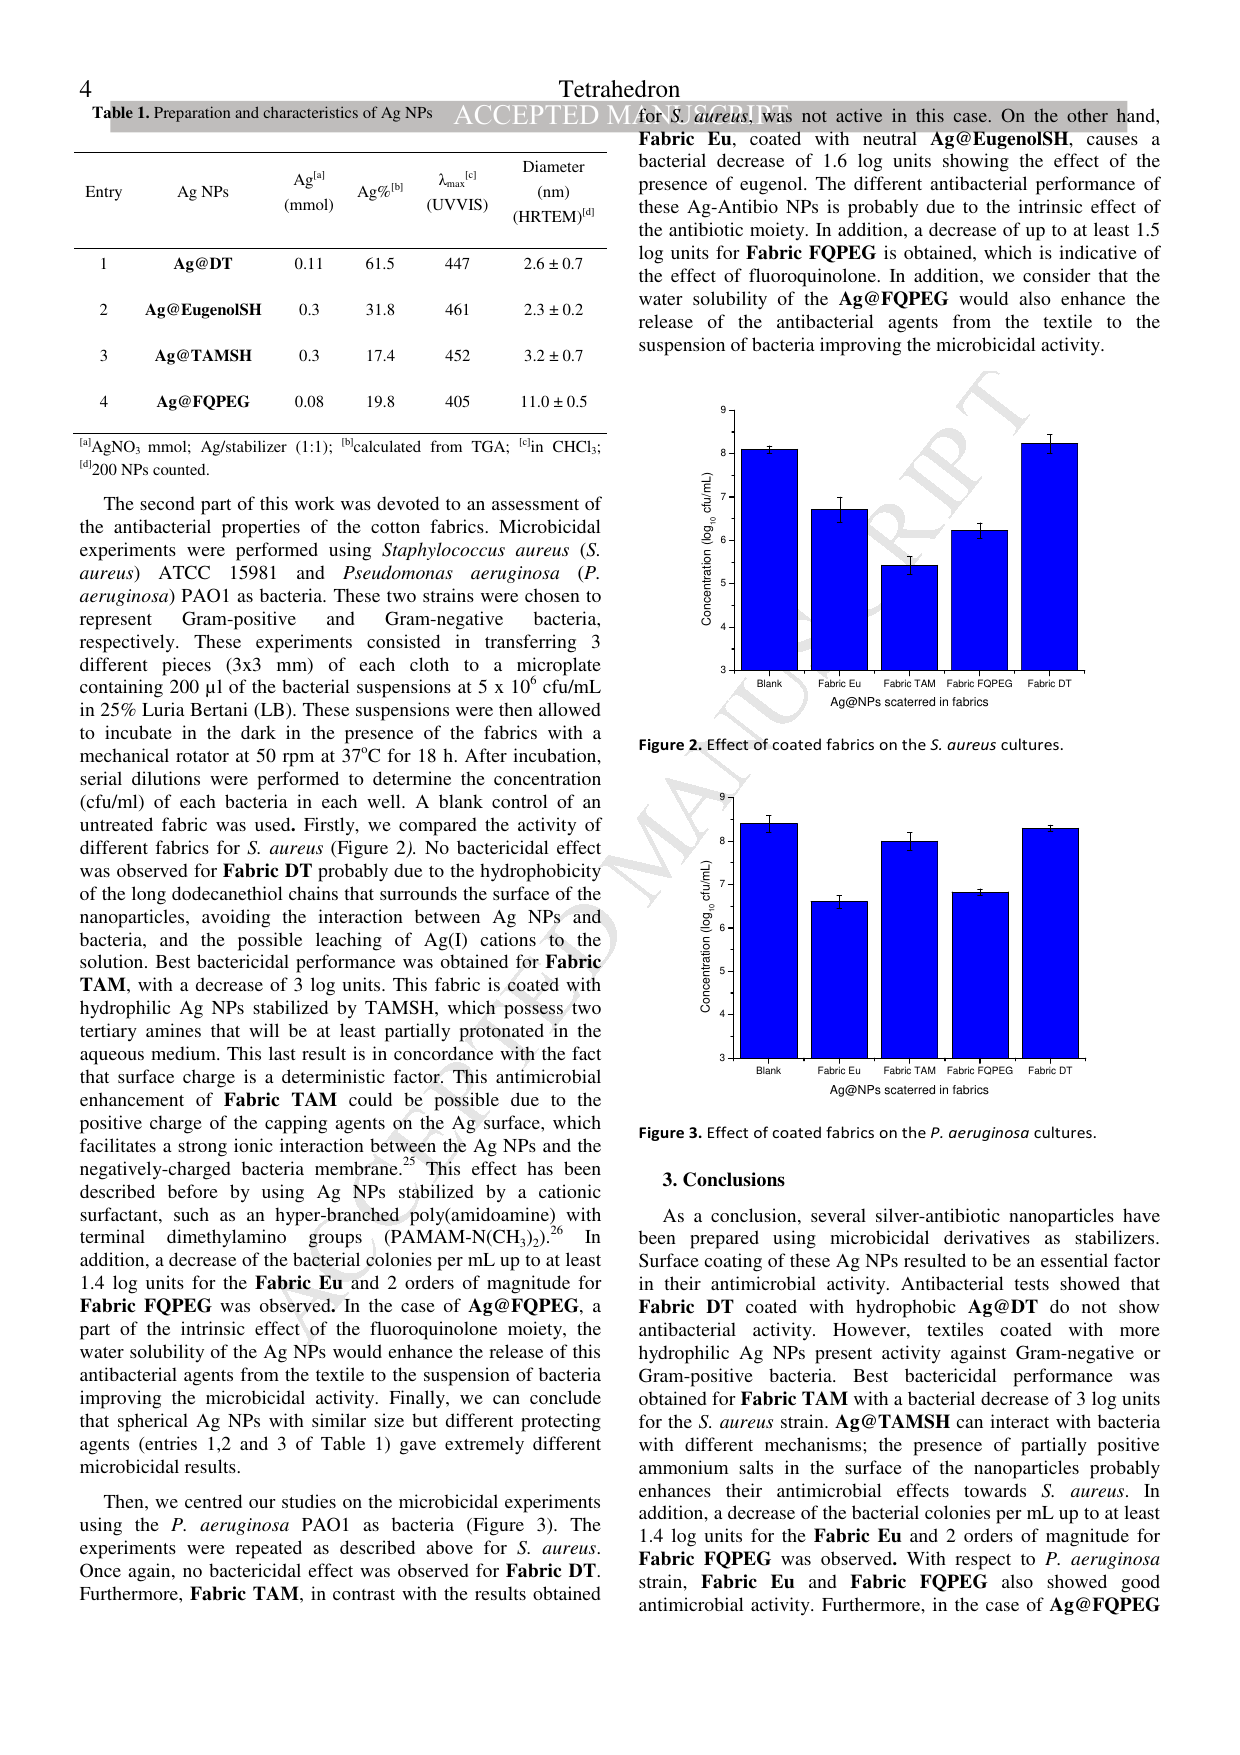 4
Tetrahedron
ACCEPTED MANUSCRIPT
Table 1. Preparation and characteristics of Ag NPs
Entry Ag NPs Ag[a] (mmol) Ag%[b] λmax[c] (UVVIS) Diameter (nm) (HRTEM)[d]
1 Ag@DT 0.11 61.5 447 2.6 ± 0.7
2 Ag@EugenolSH 0.3 31.8 461 2.3 ± 0.2
3 Ag@TAMSH 0.3 17.4 452 3.2 ± 0.7
4 Ag@FQPEG 0.08 19.8 405 11.0 ± 0.5
[a]AgNO3 mmol; Ag/stabilizer (1:1); [b]calculated from TGA; [c]in CHCl3;
[d]200 NPs counted.
The second part of this work was devoted to an assessment of
the antibacterial properties of the cotton fabrics. Microbicidal
experiments were performed using Staphylococcus aureus (S.
aureus) ATCC 15981 and Pseudomonas aeruginosa (P.
aeruginosa) PAO1 as bacteria. These two strains were chosen to
represent Gram-positive and Gram-negative bacteria,
respectively. These experiments consisted in transferring 3
different pieces (3x3 mm) of each cloth to a microplate
containing 200 µl of the bacterial suspensions at 5 x 10⁶ cfu/mL
in 25% Luria Bertani (LB). These suspensions were then allowed
to incubate in the dark in the presence of the fabrics with a
mechanical rotator at 50 rpm at 37°C for 18 h. After incubation,
serial dilutions were performed to determine the concentration
(cfu/ml) of each bacteria in each well. A blank control of an
untreated fabric was used. Firstly, we compared the activity of
different fabrics for S. aureus (Figure 2). No bactericidal effect
was observed for Fabric DT probably due to the hydrophobicity
of the long dodecanethiol chains that surrounds the surface of the
nanoparticles, avoiding the interaction between Ag NPs and
bacteria, and the possible leaching of Ag(I) cations to the
solution. Best bactericidal performance was obtained for Fabric
TAM, with a decrease of 3 log units. This fabric is coated with
hydrophilic Ag NPs stabilized by TAMSH, which possess two
tertiary amines that will be at least partially protonated in the
aqueous medium. This last result is in concordance with the fact
that surface charge is a deterministic factor. This antimicrobial
enhancement of Fabric TAM could be possible due to the
positive charge of the capping agents on the Ag surface, which
facilitates a strong ionic interaction between the Ag NPs and the
negatively-charged bacteria membrane.25 This effect has been
described before by using Ag NPs stabilized by a cationic
surfactant, such as an hyper-branched poly(amidoamine) with
terminal dimethylamino groups (PAMAM-N(CH3)2).26 In
addition, a decrease of the bacterial colonies per mL up to at least
1.4 log units for the Fabric Eu and 2 orders of magnitude for
Fabric FQPEG was observed. In the case of Ag@FQPEG, a
part of the intrinsic effect of the fluoroquinolone moiety, the
water solubility of the Ag NPs would enhance the release of this
antibacterial agents from the textile to the suspension of bacteria
improving the microbicidal activity. Finally, we can conclude
that spherical Ag NPs with similar size but different protecting
agents (entries 1,2 and 3 of Table 1) gave extremely different
microbicidal results.
Then, we centred our studies on the microbicidal experiments
using the P. aeruginosa PAO1 as bacteria (Figure 3). The
experiments were repeated as described above for S. aureus.
Once again, no bactericidal effect was observed for Fabric DT.
Furthermore, Fabric TAM, in contrast with the results obtained
for S. aureus, was not active in this case. On the other hand,
Fabric Eu, coated with neutral Ag@EugenolSH, causes a
bacterial decrease of 1.6 log units showing the effect of the
presence of eugenol. The different antibacterial performance of
these Ag-Antibio NPs is probably due to the intrinsic effect of
the antibiotic moiety. In addition, a decrease of up to at least 1.5
log units for Fabric FQPEG is obtained, which is indicative of
the effect of fluoroquinolone. In addition, we consider that the
water solubility of the Ag@FQPEG would also enhance the
release of the antibacterial agents from the textile to the
suspension of bacteria improving the microbicidal activity.
9
8
7
6
5
4
3
Concentration (log10 cfu/mL)
Blank Fabric Eu Fabric TAM Fabric FQPEG Fabric DT
Ag@NPs scaterred in fabrics
Figure 2. Effect of coated fabrics on the S. aureus cultures.
9
8
7
6
5
4
3
Concentration (log10 cfu/mL)
Blank Fabric Eu Fabric TAM Fabric FQPEG Fabric DT
Ag@NPs scaterred in fabrics
Figure 3. Effect of coated fabrics on the P. aeruginosa cultures.
3. Conclusions
As a conclusion, several silver-antibiotic nanoparticles have
been prepared using microbicidal derivatives as stabilizers.
Surface coating of these Ag NPs resulted to be an essential factor
in their antimicrobial activity. Antibacterial tests showed that
Fabric DT coated with hydrophobic Ag@DT do not show
antibacterial activity. However, textiles coated with more
hydrophilic Ag NPs present activity against Gram-negative or
Gram-positive bacteria. Best bactericidal performance was
obtained for Fabric TAM with a bacterial decrease of 3 log units
for the S. aureus strain. Ag@TAMSH can interact with bacteria
with different mechanisms; the presence of partially positive
ammonium salts in the surface of the nanoparticles probably
enhances their antimicrobial effects towards S. aureus. In
addition, a decrease of the bacterial colonies per mL up to at least
1.4 log units for the Fabric Eu and 2 orders of magnitude for
Fabric FQPEG was observed. With respect to P. aeruginosa
strain, Fabric Eu and Fabric FQPEG also showed good
antimicrobial activity. Furthermore, in the case of Ag@FQPEG
ACCEPTED MANUSCRIPT